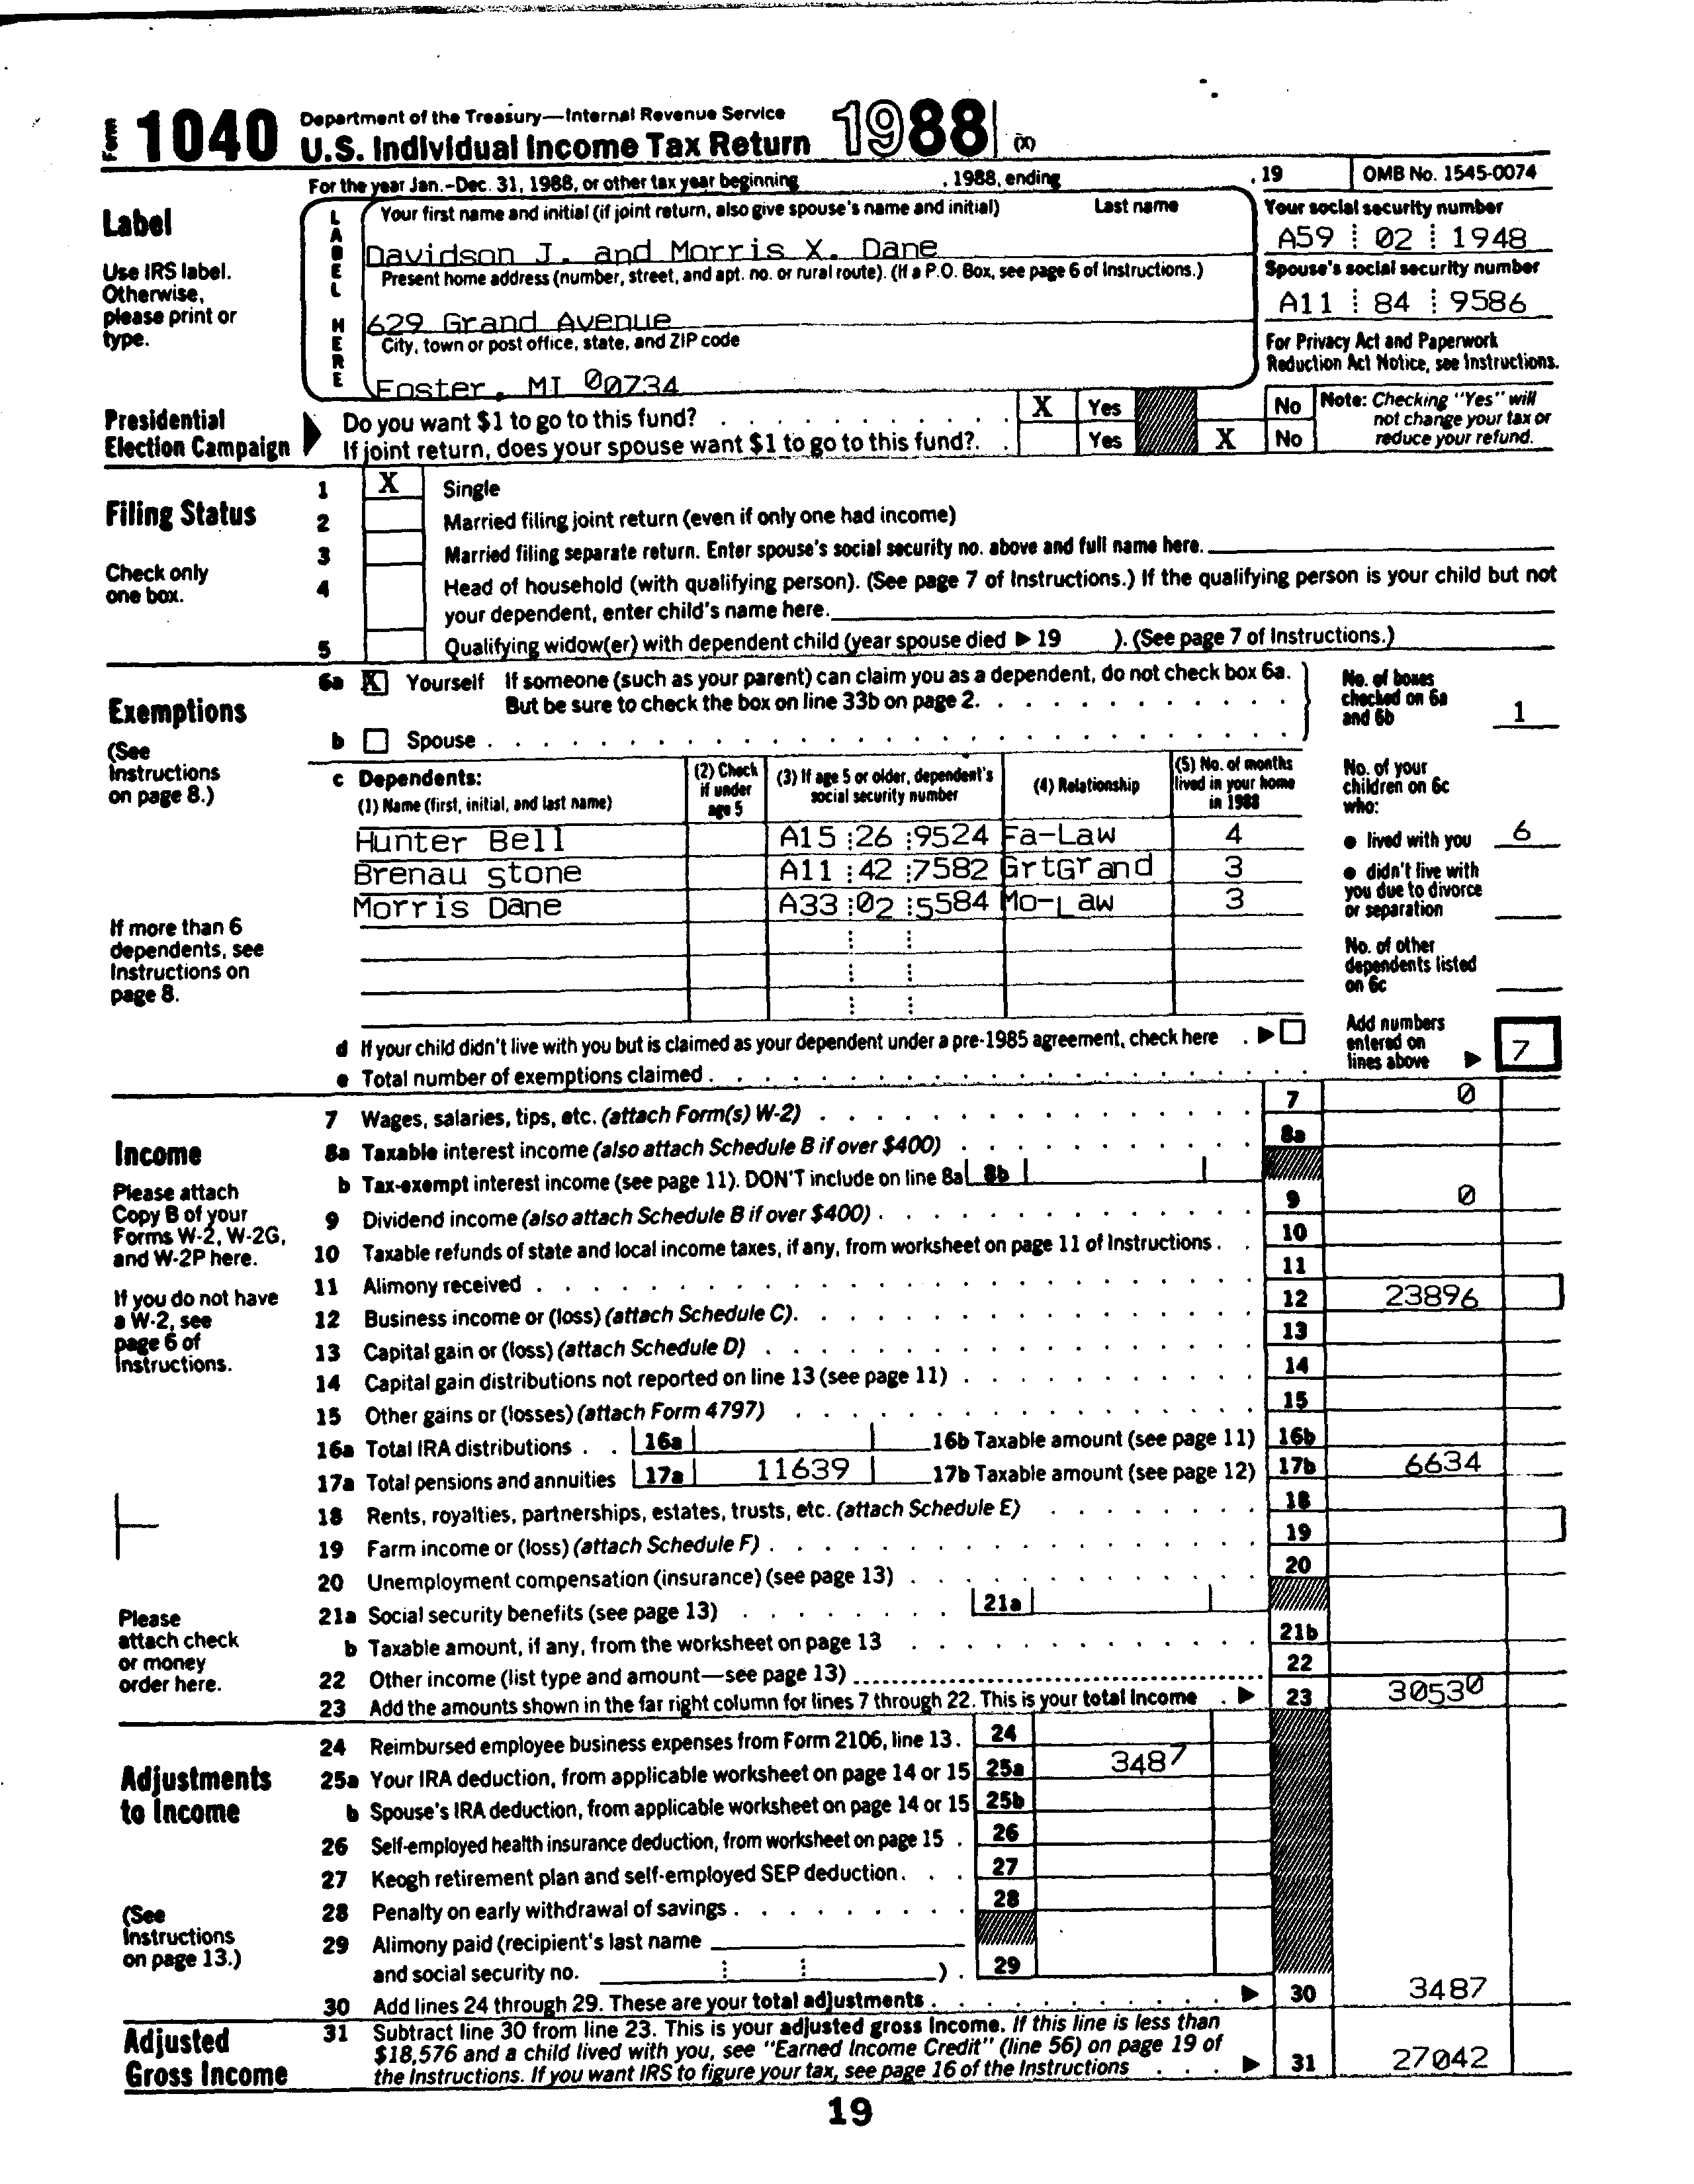 Form 1040 Department of the Treasury—Internal Revenue Service
U.S. Individual Income Tax Return 1988 (X)
For the year Jan.-Dec. 31, 1988, or other tax year beginning , 1988, ending , 19 OMB No. 1545-0074
Label
Use IRS label.
Otherwise,
please print or
type.
LABEL HERE
Your first name and initial (if joint return, also give spouse's name and initial) Last name
Davidson J. and Morris X. Dane
Present home address (number, street, and apt. no. or rural route). (If a P.O. Box, see page 6 of Instructions.)
629 Grand Avenue
City, town or post office, state, and ZIP code
Foster, MI 00734
Your social security number
A59 02 1948
Spouse's social security number
A11 84 9586
For Privacy Act and Paperwork
Reduction Act Notice, see Instructions.
Presidential
Election Campaign
Do you want $1 to go to this fund? X Yes No
If joint return, does your spouse want $1 to go to this fund? Yes X No
Note: Checking "Yes" will
not change your tax or
reduce your refund.
Filing Status
Check only
one box.
1 X Single
2 Married filing joint return (even if only one had income)
3 Married filing separate return. Enter spouse's social security no. above and full name here.
4 Head of household (with qualifying person). (See page 7 of Instructions.) If the qualifying person is your child but not
your dependent, enter child's name here.
5 Qualifying widow(er) with dependent child (year spouse died ▶ 19 ). (See page 7 of Instructions.)
Exemptions
(See
Instructions
on page 8.)
If more than 6
dependents, see
Instructions on
page 8.
6a X Yourself If someone (such as your parent) can claim you as a dependent, do not check box 6a.
But be sure to check the box on line 33b on page 2.
b Spouse
No. of boxes
checked on 6a
and 6b 1
c Dependents:
(1) Name (first, initial, and last name)
(2) Check
if under
age 5
(3) If age 5 or older, dependent's
social security number
(4) Relationship
(5) No. of months
lived in your home
in 1988
Hunter Bell A15 26 9524 Fa-Law 4
Brenau stone A11 42 7582 GrtGrand 3
Morris Dane A33 02 5584 Mo-Law 3
No. of your
children on 6c
who:
● lived with you 6
● didn't live with
you due to divorce
or separation
No. of other
dependents listed
on 6c
d If your child didn't live with you but is claimed as your dependent under a pre-1985 agreement, check here ▶
e Total number of exemptions claimed
Add numbers
entered on
lines above ▶ 7
Income
Please attach
Copy B of your
Forms W-2, W-2G,
and W-2P here.
If you do not have
a W-2, see
page 6 of
Instructions.
Please
attach check
or money
order here.
7 Wages, salaries, tips, etc. (attach Form(s) W-2) 7 0
8a Taxable interest income (also attach Schedule B if over $400) 8a
b Tax-exempt interest income (see page 11). DON'T include on line 8a 8b
9 Dividend income (also attach Schedule B if over $400) 9 0
10 Taxable refunds of state and local income taxes, if any, from worksheet on page 11 of Instructions 10
11 Alimony received 11
12 Business income or (loss) (attach Schedule C) 12 23896
13 Capital gain or (loss) (attach Schedule D) 13
14 Capital gain distributions not reported on line 13 (see page 11) 14
15 Other gains or (losses) (attach Form 4797) 15
16a Total IRA distributions 16a 16b Taxable amount (see page 11) 16b
17a Total pensions and annuities 17a 11639 17b Taxable amount (see page 12) 17b 6634
18 Rents, royalties, partnerships, estates, trusts, etc. (attach Schedule E) 18
19 Farm income or (loss) (attach Schedule F) 19
20 Unemployment compensation (insurance) (see page 13) 20
21a Social security benefits (see page 13) 21a
b Taxable amount, if any, from the worksheet on page 13 21b
22 Other income (list type and amount—see page 13) 22
23 Add the amounts shown in the far right column for lines 7 through 22. This is your total income ▶ 23 30530
Adjustments
to Income
(See
Instructions
on page 13.)
24 Reimbursed employee business expenses from Form 2106, line 13. 24
25a Your IRA deduction, from applicable worksheet on page 14 or 15 25a 3487
b Spouse's IRA deduction, from applicable worksheet on page 14 or 15 25b
26 Self-employed health insurance deduction, from worksheet on page 15 26
27 Keogh retirement plan and self-employed SEP deduction 27
28 Penalty on early withdrawal of savings 28
29 Alimony paid (recipient's last name
and social security no. ) 29
30 Add lines 24 through 29. These are your total adjustments ▶ 30 3487
Adjusted
Gross Income
31 Subtract line 30 from line 23. This is your adjusted gross income. If this line is less than
$18,576 and a child lived with you, see "Earned Income Credit" (line 56) on page 19 of
the Instructions. If you want IRS to figure your tax, see page 16 of the Instructions ▶ 31 27042
19